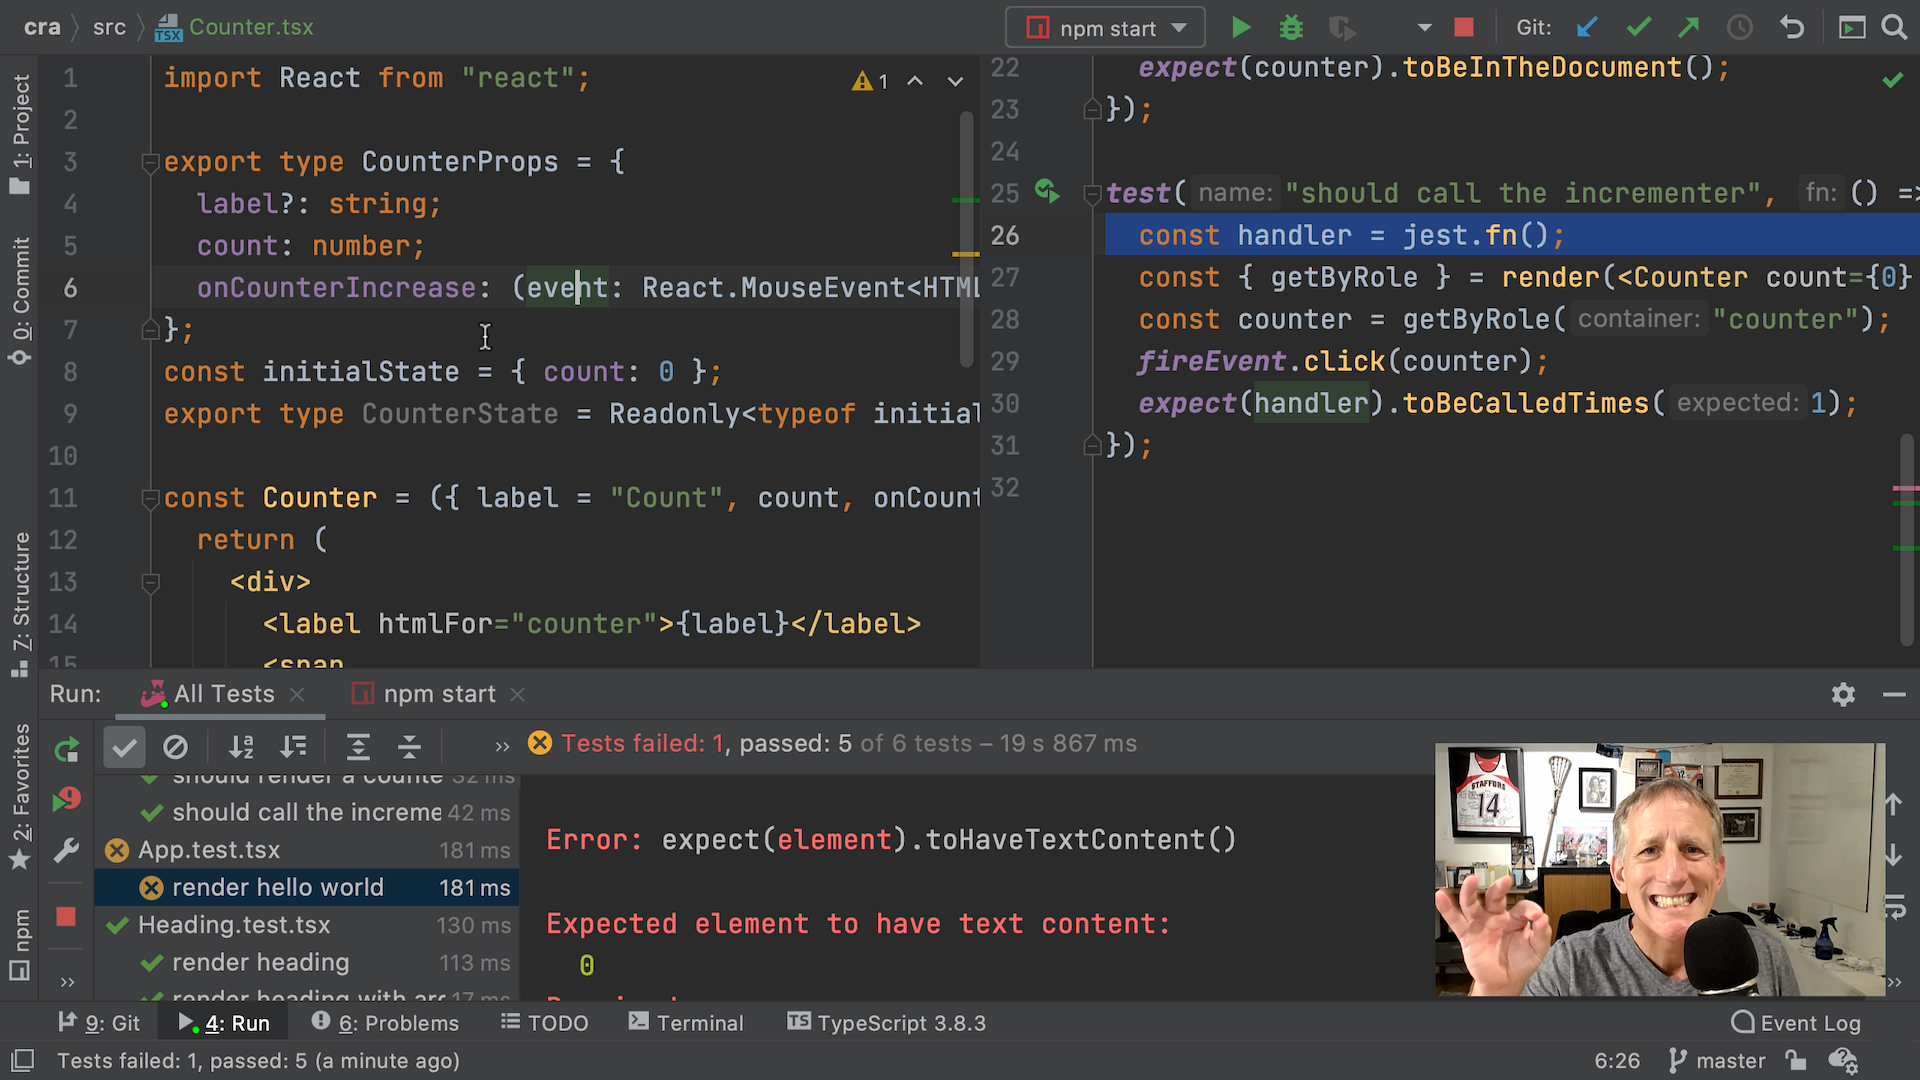 cra src Counter.tsx
npm start
Git:
1: Project
0: Commit
7: Structure
2: Favorites
npm
1 import React from "react";
1
2
3 export type CounterProps = {
4 label?: string;
5 count: number;
6 onCounterIncrease: (event: React.MouseEvent<HTML
7 };
8 const initialState = { count: 0 };
9 export type CounterState = Readonly<typeof initial
10
11 const Counter = ({ label = "Count", count, onCount
12 return (
13 <div>
14 <label htmlFor="counter">{label}</label>
15 <span
22 expect(counter).toBeInTheDocument();
23 });
24
25 test( name: "should call the incrementer", fn: () =>
26 const handler = jest.fn();
27 const { getByRole } = render(<Counter count={0}
28 const counter = getByRole( container: "counter");
29 fireEvent.click(counter);
30 expect(handler).toBeCalledTimes( expected: 1);
31 });
32
Run: All Tests npm start
Tests failed: 1, passed: 5 of 6 tests – 19 s 867 ms
should render a counte 32 ms
should call the increme 42 ms
App.test.tsx 181 ms
render hello world 181 ms
Heading.test.tsx 130 ms
render heading 113 ms
render heading with arg 17 ms
Error: expect(element).toHaveTextContent()
Expected element to have text content:
0
STAFFORS
14
9: Git 4: Run 6: Problems TODO Terminal TypeScript 3.8.3 Event Log
Tests failed: 1, passed: 5 (a minute ago) 6:26 master